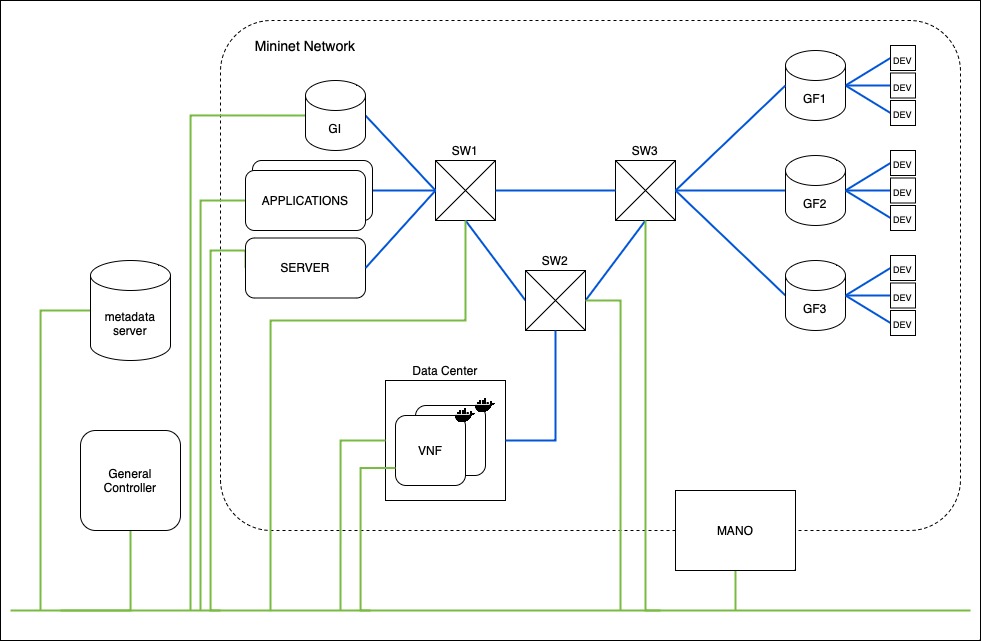 Mininet Network
GI
APPLICATIONS
SERVER
SW1
SW3
SW2
GF1
DEV
DEV
DEV
GF2
DEV
DEV
DEV
GF3
DEV
DEV
DEV
metadata
server
General
Controller
Data Center
VNF
MANO